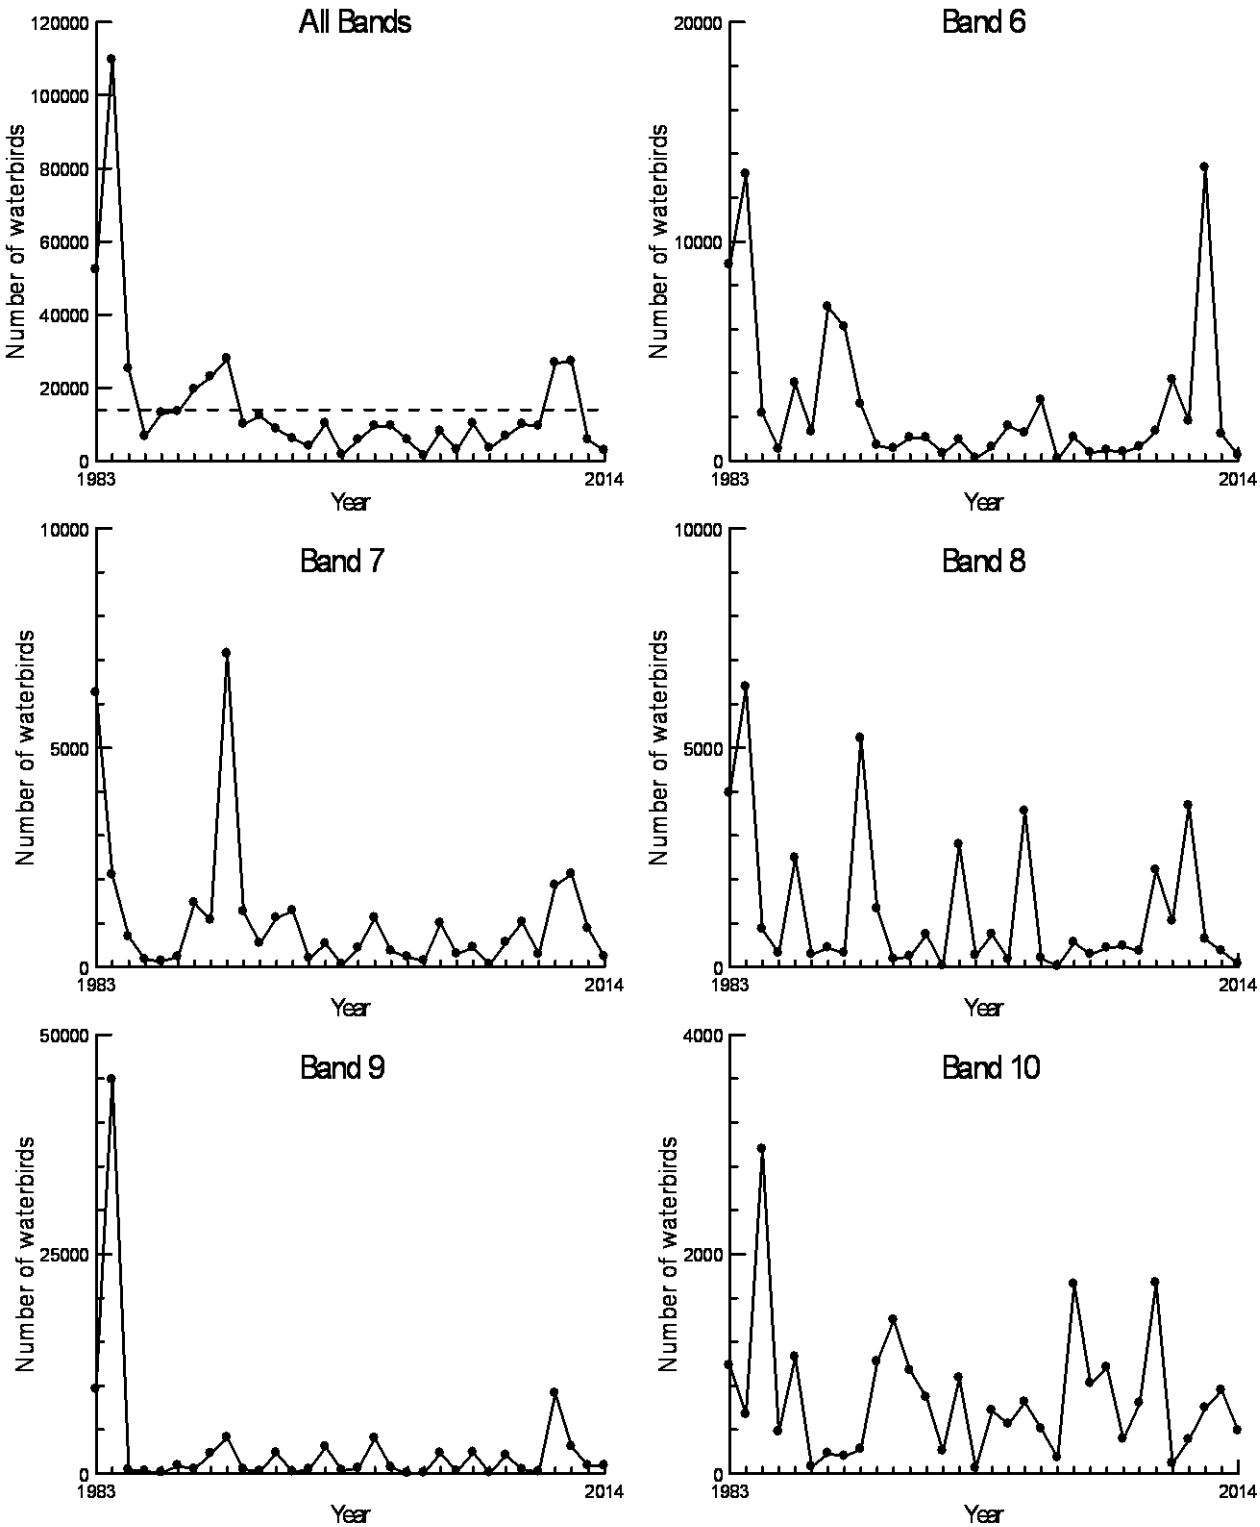 All Bands
120000
100000
80000
60000
40000
20000
0
Number of waterbirds
1983
2014
Year
Band 6
20000
10000
0
Number of waterbirds
1983
2014
Year
Band 7
10000
5000
0
Number of waterbirds
1983
2014
Year
Band 8
10000
5000
0
Number of waterbirds
1983
2014
Year
Band 9
50000
25000
0
Number of waterbirds
1983
2014
Year
Band 10
4000
2000
0
Number of waterbirds
1983
2014
Year